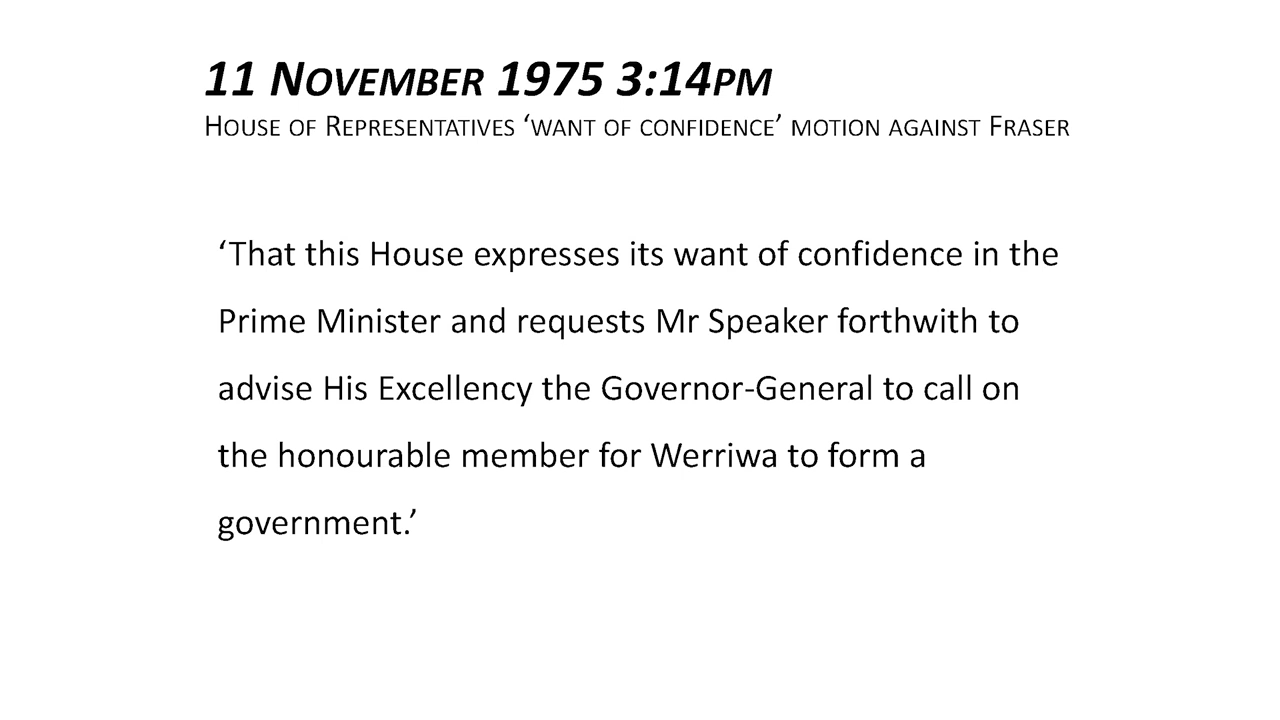 11 November 1975 3:14pm
House of Representatives ‘want of confidence’ motion against Fraser
‘That this House expresses its want of confidence in the
Prime Minister and requests Mr Speaker forthwith to
advise His Excellency the Governor-General to call on
the honourable member for Werriwa to form a
government.’